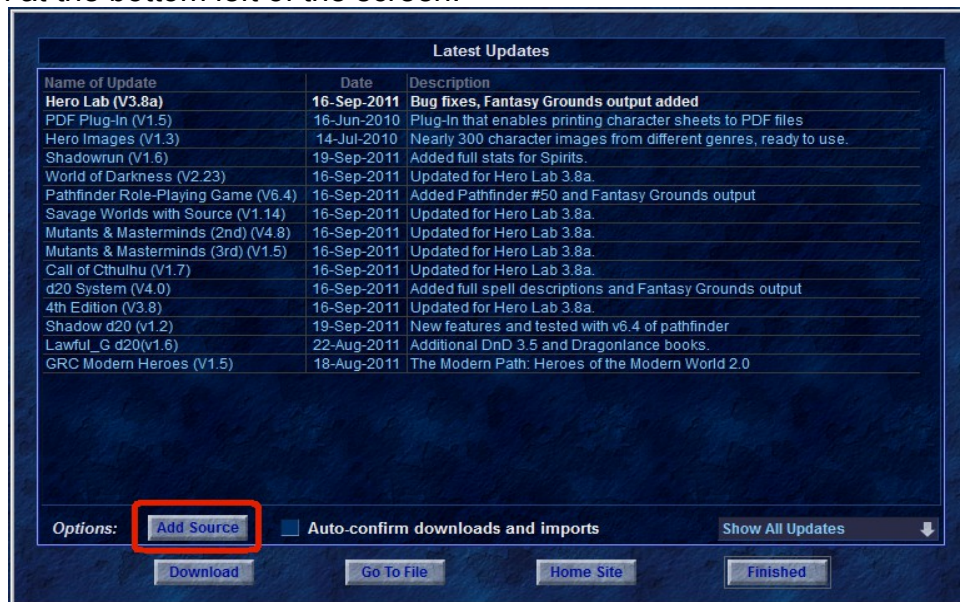 at the bottom left of the screen.
Latest Updates
Name of Update Date Description
Hero Lab (V3.8a) 16-Sep-2011 Bug fixes, Fantasy Grounds output added
PDF Plug-In (V1.5) 16-Jun-2010 Plug-In that enables printing character sheets to PDF files
Hero Images (V1.3) 14-Jul-2010 Nearly 300 character images from different genres, ready to use.
Shadowrun (V1.6) 19-Sep-2011 Added full stats for Spirits.
World of Darkness (V2.23) 16-Sep-2011 Updated for Hero Lab 3.8a.
Pathfinder Role-Playing Game (V6.4) 16-Sep-2011 Added Pathfinder #50 and Fantasy Grounds output
Savage Worlds with Source (V1.14) 16-Sep-2011 Updated for Hero Lab 3.8a.
Mutants & Masterminds (2nd) (V4.8) 16-Sep-2011 Updated for Hero Lab 3.8a.
Mutants & Masterminds (3rd) (V1.5) 16-Sep-2011 Updated for Hero Lab 3.8a.
Call of Cthulhu (V1.7) 16-Sep-2011 Updated for Hero Lab 3.8a.
d20 System (V4.0) 16-Sep-2011 Added full spell descriptions and Fantasy Grounds output
4th Edition (V3.8) 16-Sep-2011 Updated for Hero Lab 3.8a.
Shadow d20 (v1.2) 19-Sep-2011 New features and tested with v6.4 of pathfinder
Lawful_G d20(v1.6) 22-Aug-2011 Additional DnD 3.5 and Dragonlance books.
GRC Modern Heroes (V1.5) 18-Aug-2011 The Modern Path: Heroes of the Modern World 2.0
Options: Add Source Auto-confirm downloads and imports Show All Updates
Download Go To File Home Site Finished